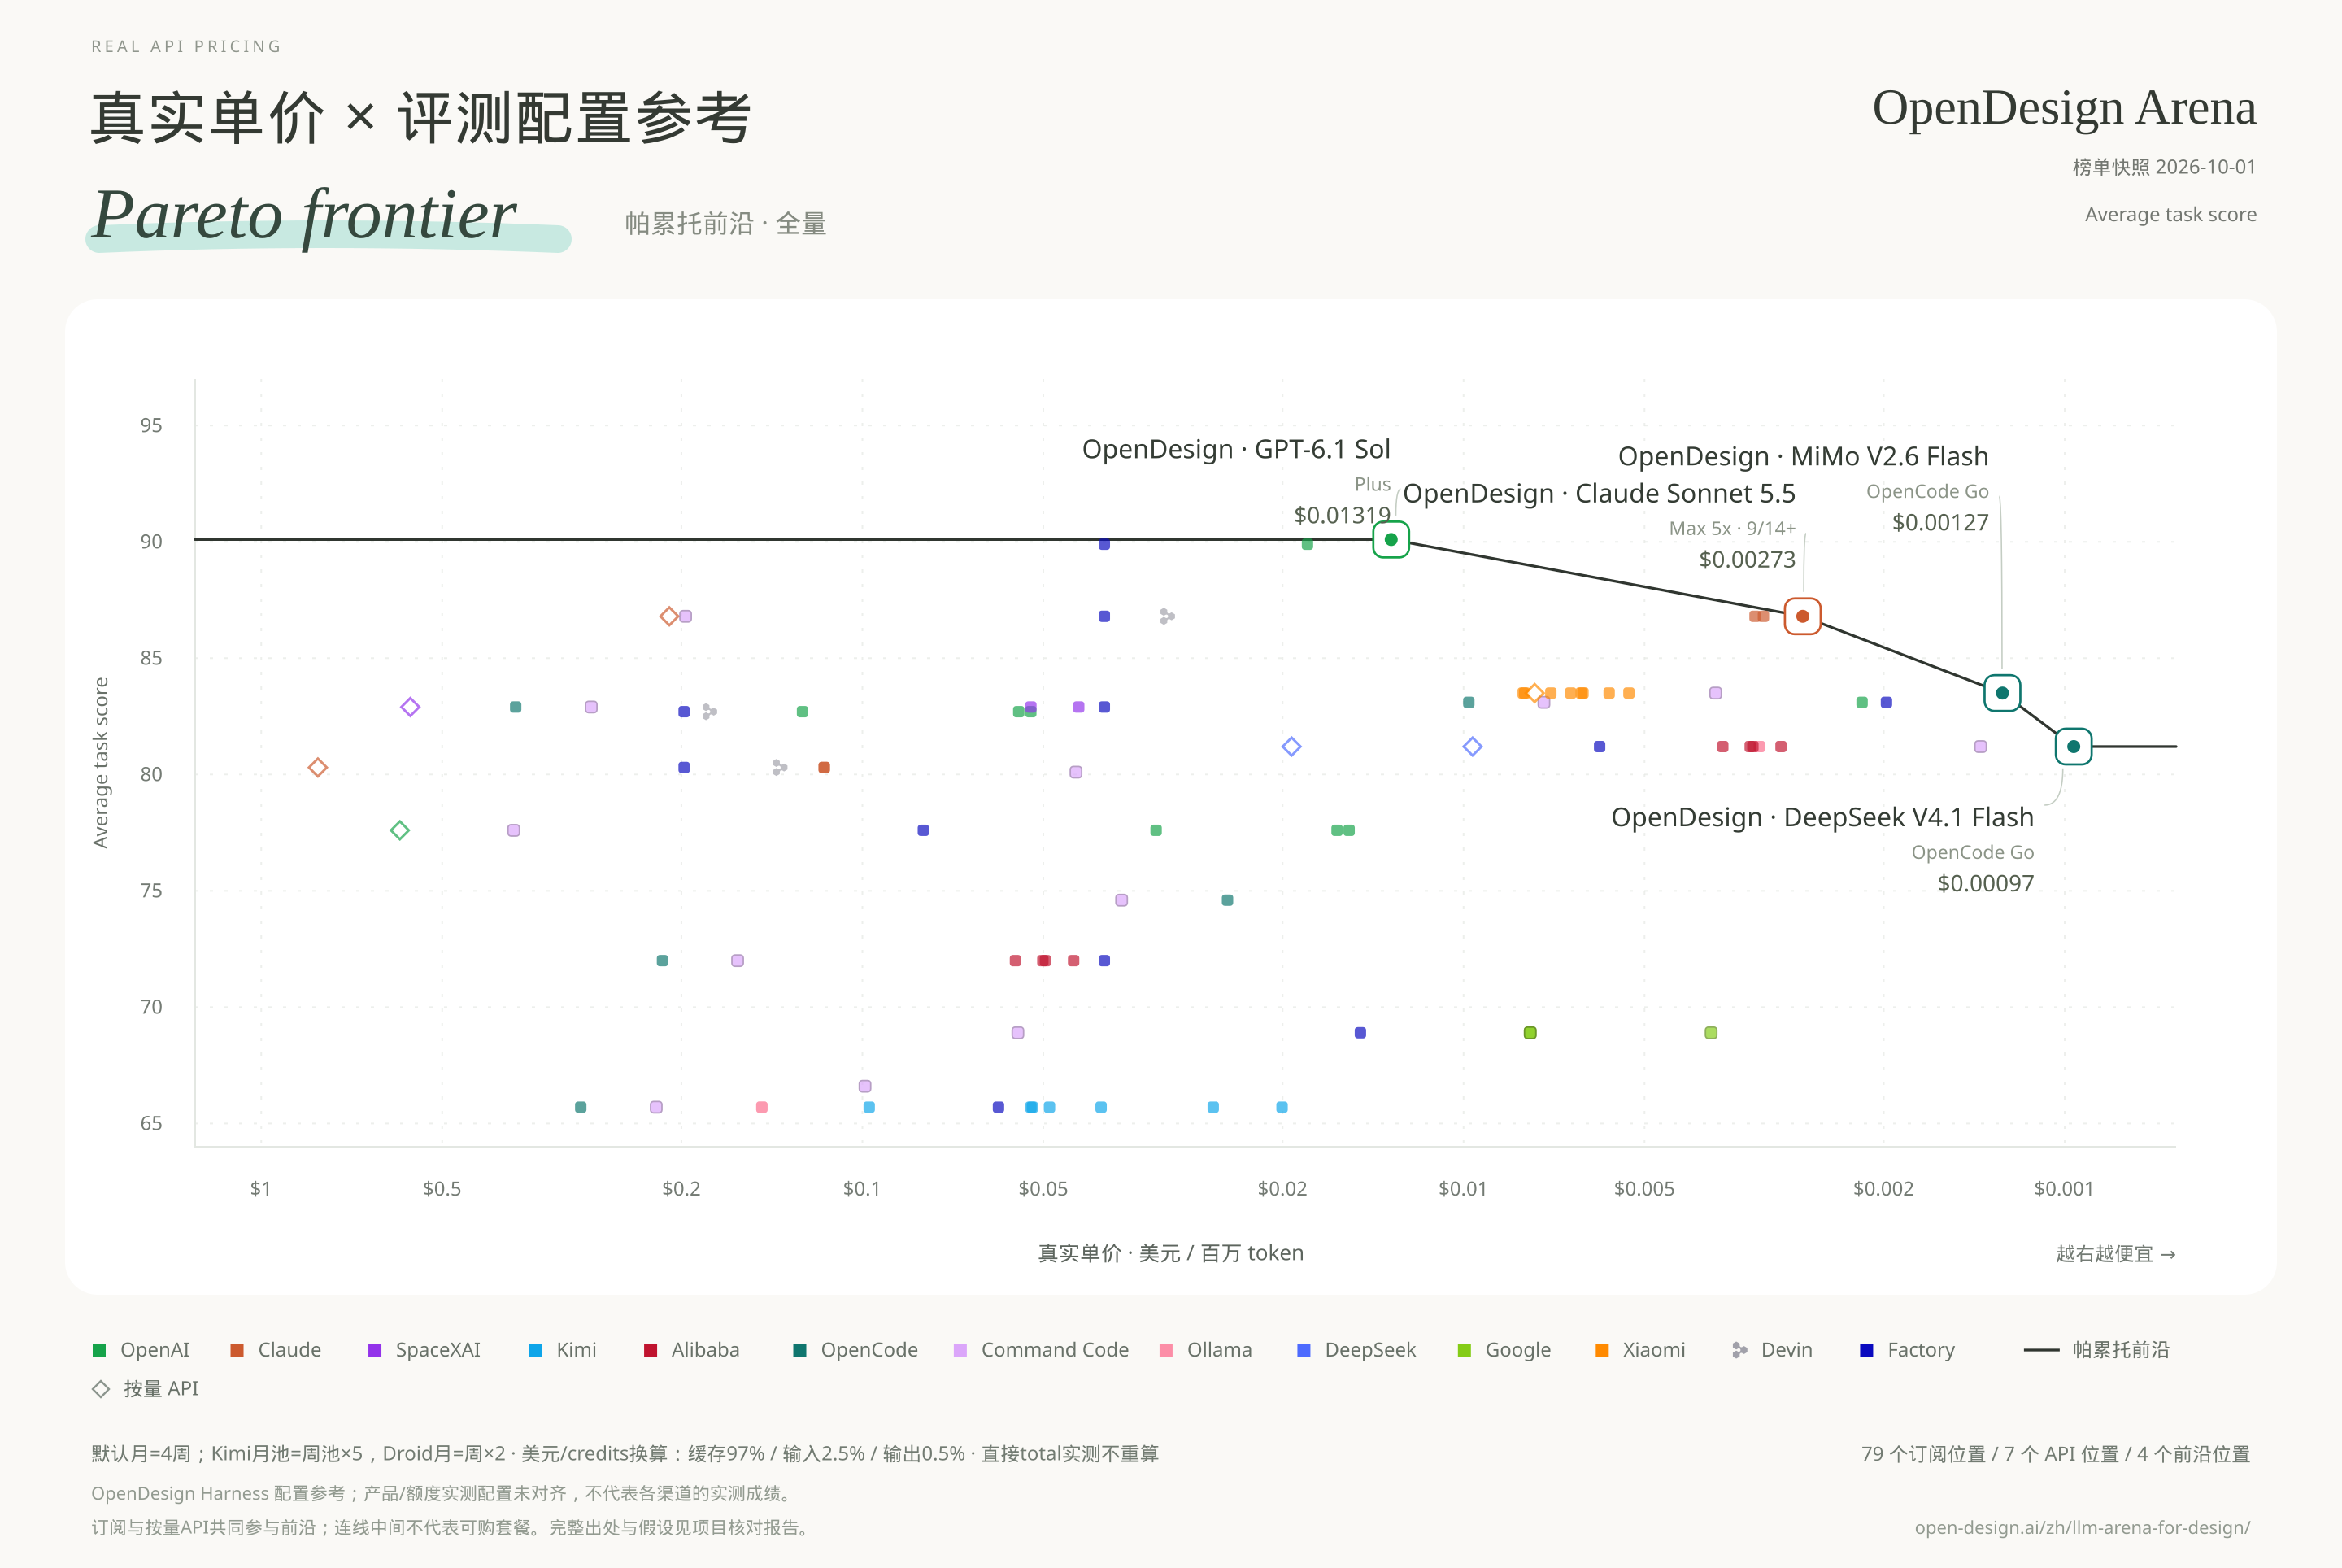 REAL API PRICING
真实单价 × 评测配置参考
Pareto frontier
帕累托前沿 · 全量
OpenDesign Arena
榜单快照 2026-10-01
Average task score
OpenDesign · GPT-6.1 Sol
Plus
$0.01319
OpenDesign · Claude Sonnet 5.5
Max 5x · 9/14+
$0.00273
OpenDesign · MiMo V2.6 Flash
OpenCode Go
$0.00127
OpenDesign · DeepSeek V4.1 Flash
OpenCode Go
$0.00097
Average task score
95
90
85
80
75
70
65
$1
$0.5
$0.2
$0.1
$0.05
$0.02
$0.01
$0.005
$0.002
$0.001
真实单价 · 美元 / 百万 token
越右越便宜 →
OpenAI
Claude
SpaceXAI
Kimi
Alibaba
OpenCode
Command Code
Ollama
DeepSeek
Google
Xiaomi
Devin
Factory
帕累托前沿
按量 API
默认月=4周；Kimi月池=周池×5，Droid月=周×2 · 美元/credits换算：缓存97% / 输入2.5% / 输出0.5% · 直接total实测不重算
79 个订阅位置 / 7 个 API 位置 / 4 个前沿位置
OpenDesign Harness 配置参考；产品/额度实测配置未对齐，不代表各渠道的实测成绩。
订阅与按量API共同参与前沿；连线中间不代表可购套餐。完整出处与假设见项目核对报告。
open-design.ai/zh/llm-arena-for-design/